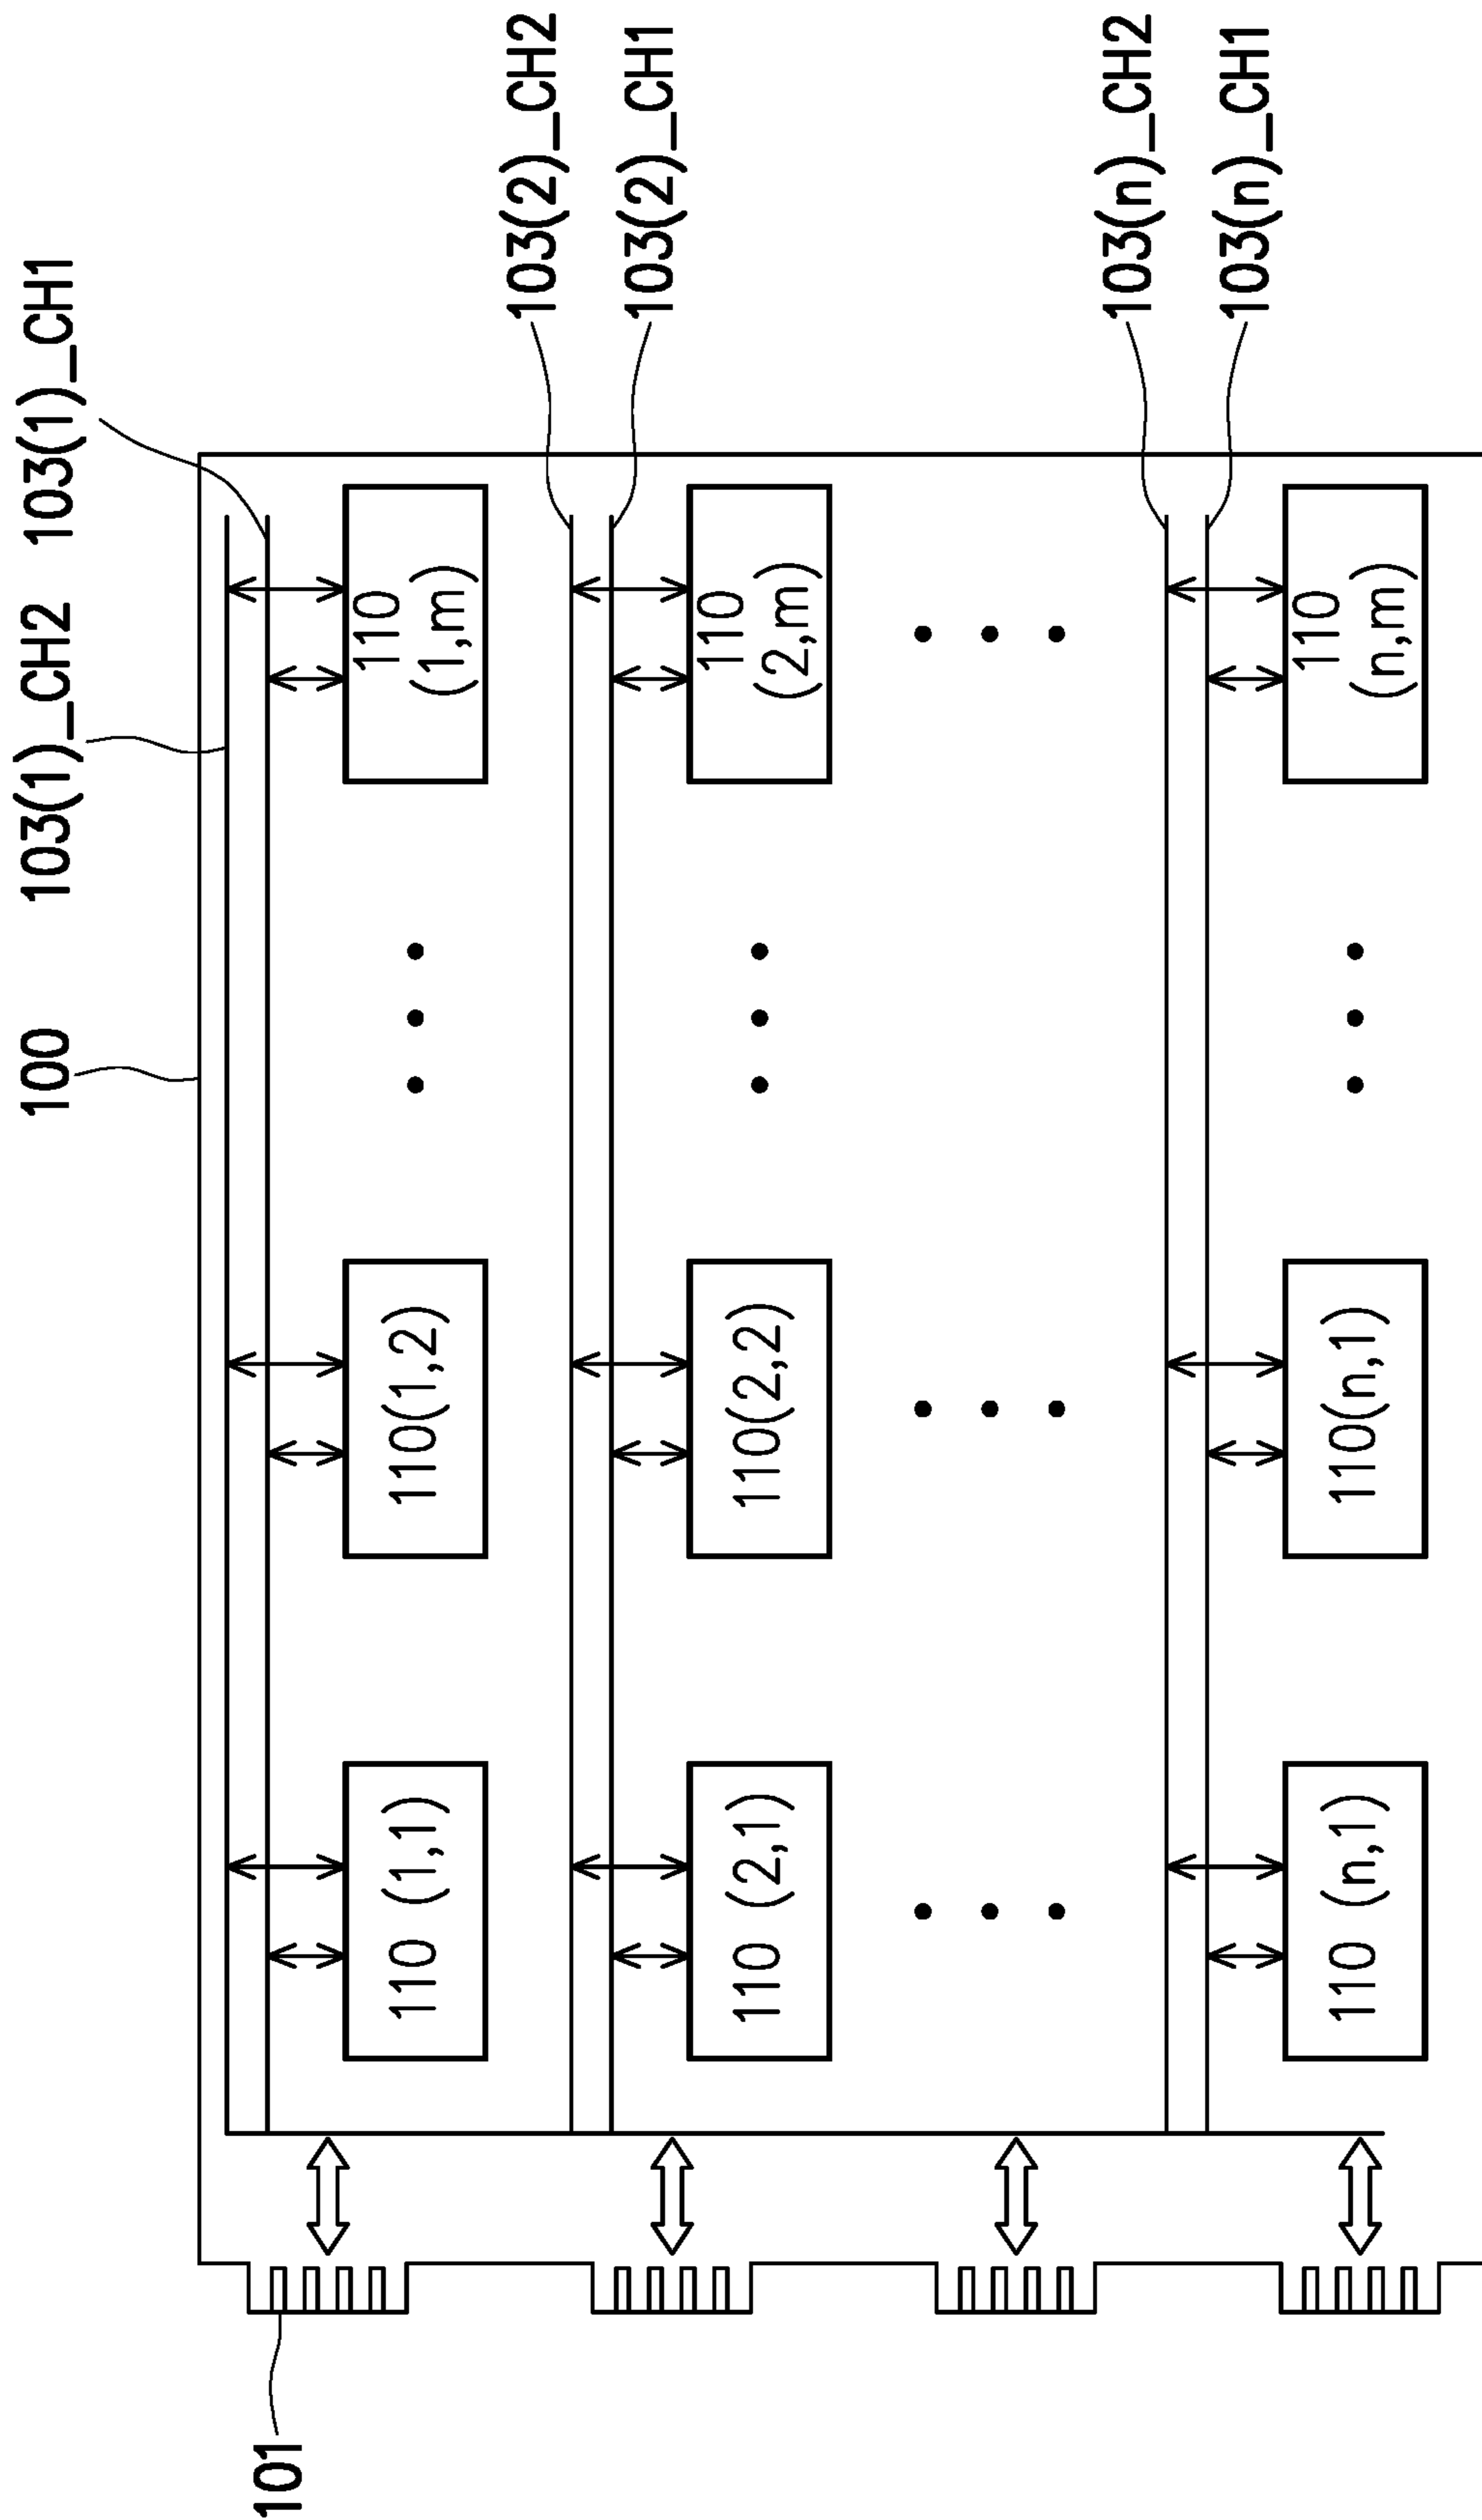 100
103(1)_CH2
103(1)_CH1
103(2)_CH2
103(2)_CH1
103(n)_CH2
103(n)_CH1
101
110 (1,1)
110(1,2)
110
(1,m)
110 (2,1)
110(2,2)
110
(2,m)
110 (n,1)
110(n,1)
110
(n,m)